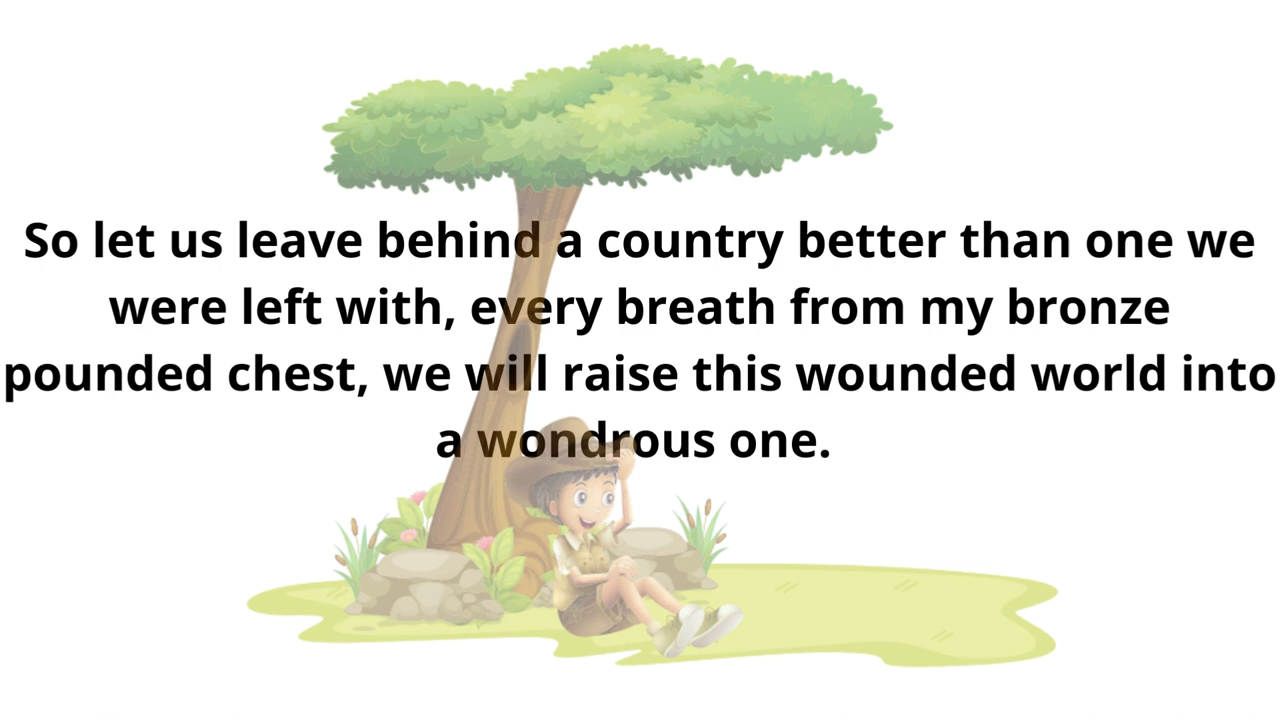 So let us leave behind a country better than one we
were left with, every breath from my bronze
pounded chest, we will raise this wounded world into
a wondrous one.